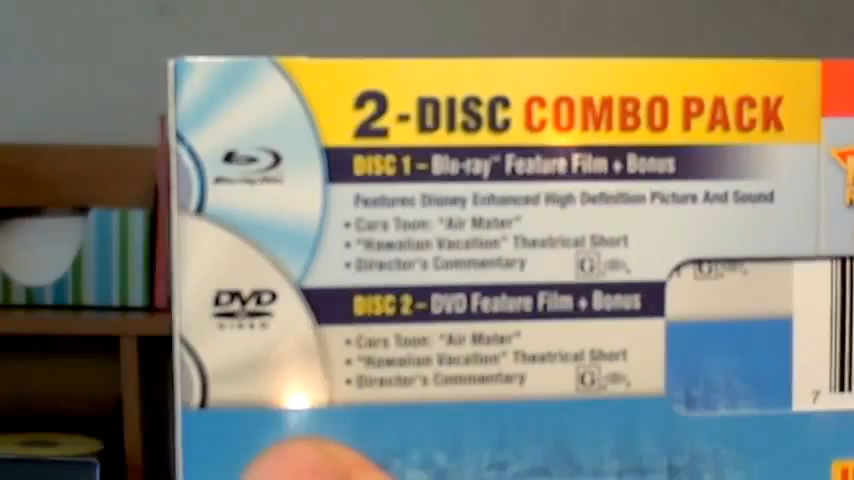 2-DISC COMBO PACK
Blu-ray
DISC 1 – Blu-ray™ Feature Film + Bonus
Features Disney Enhanced High Definition Picture And Sound
• Cars Toon: "Air Mater"
• "Hawaiian Vacation" Theatrical Short
• Director's Commentary G
G
DVD
VIDEO
DISC 2 – DVD Feature Film + Bonus
• Cars Toon: "Air Mater"
• "Hawaiian Vacation" Theatrical Short
• Director's Commentary G
7